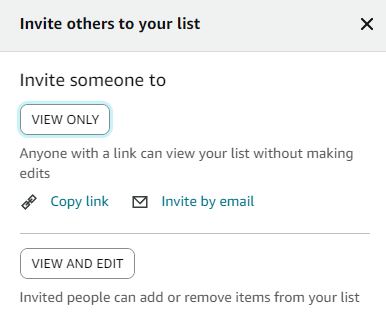 Invite others to your list
Invite someone to
VIEW ONLY
Anyone with a link can view your list without making
edits
Copy link Invite by email
VIEW AND EDIT
Invited people can add or remove items from your list